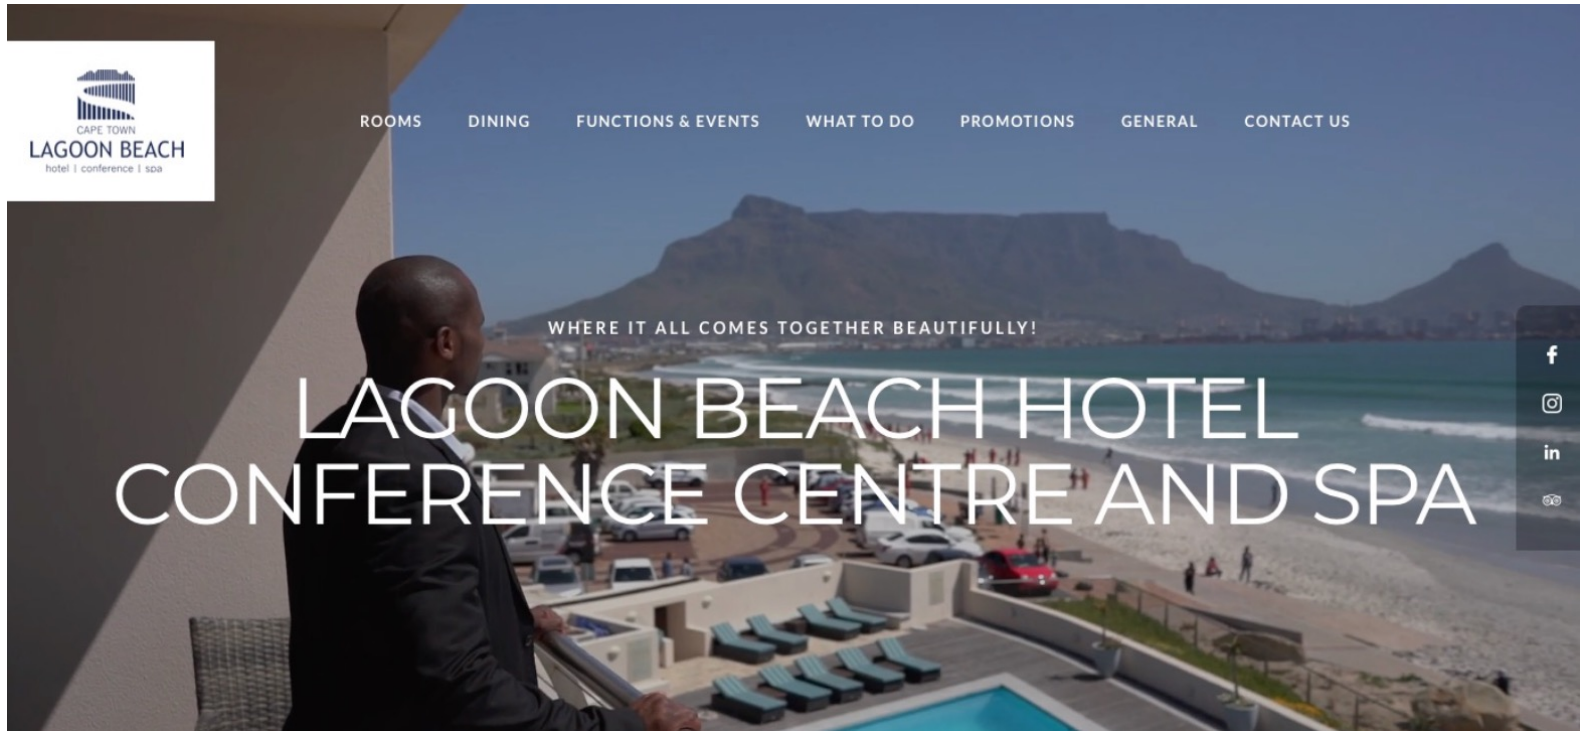 CAPE TOWN
LAGOON BEACH
hotel | conference | spa
ROOMS DINING FUNCTIONS & EVENTS WHAT TO DO PROMOTIONS GENERAL CONTACT US
WHERE IT ALL COMES TOGETHER BEAUTIFULLY!
LAGOON BEACH HOTEL
CONFERENCE CENTRE AND SPA
f
in